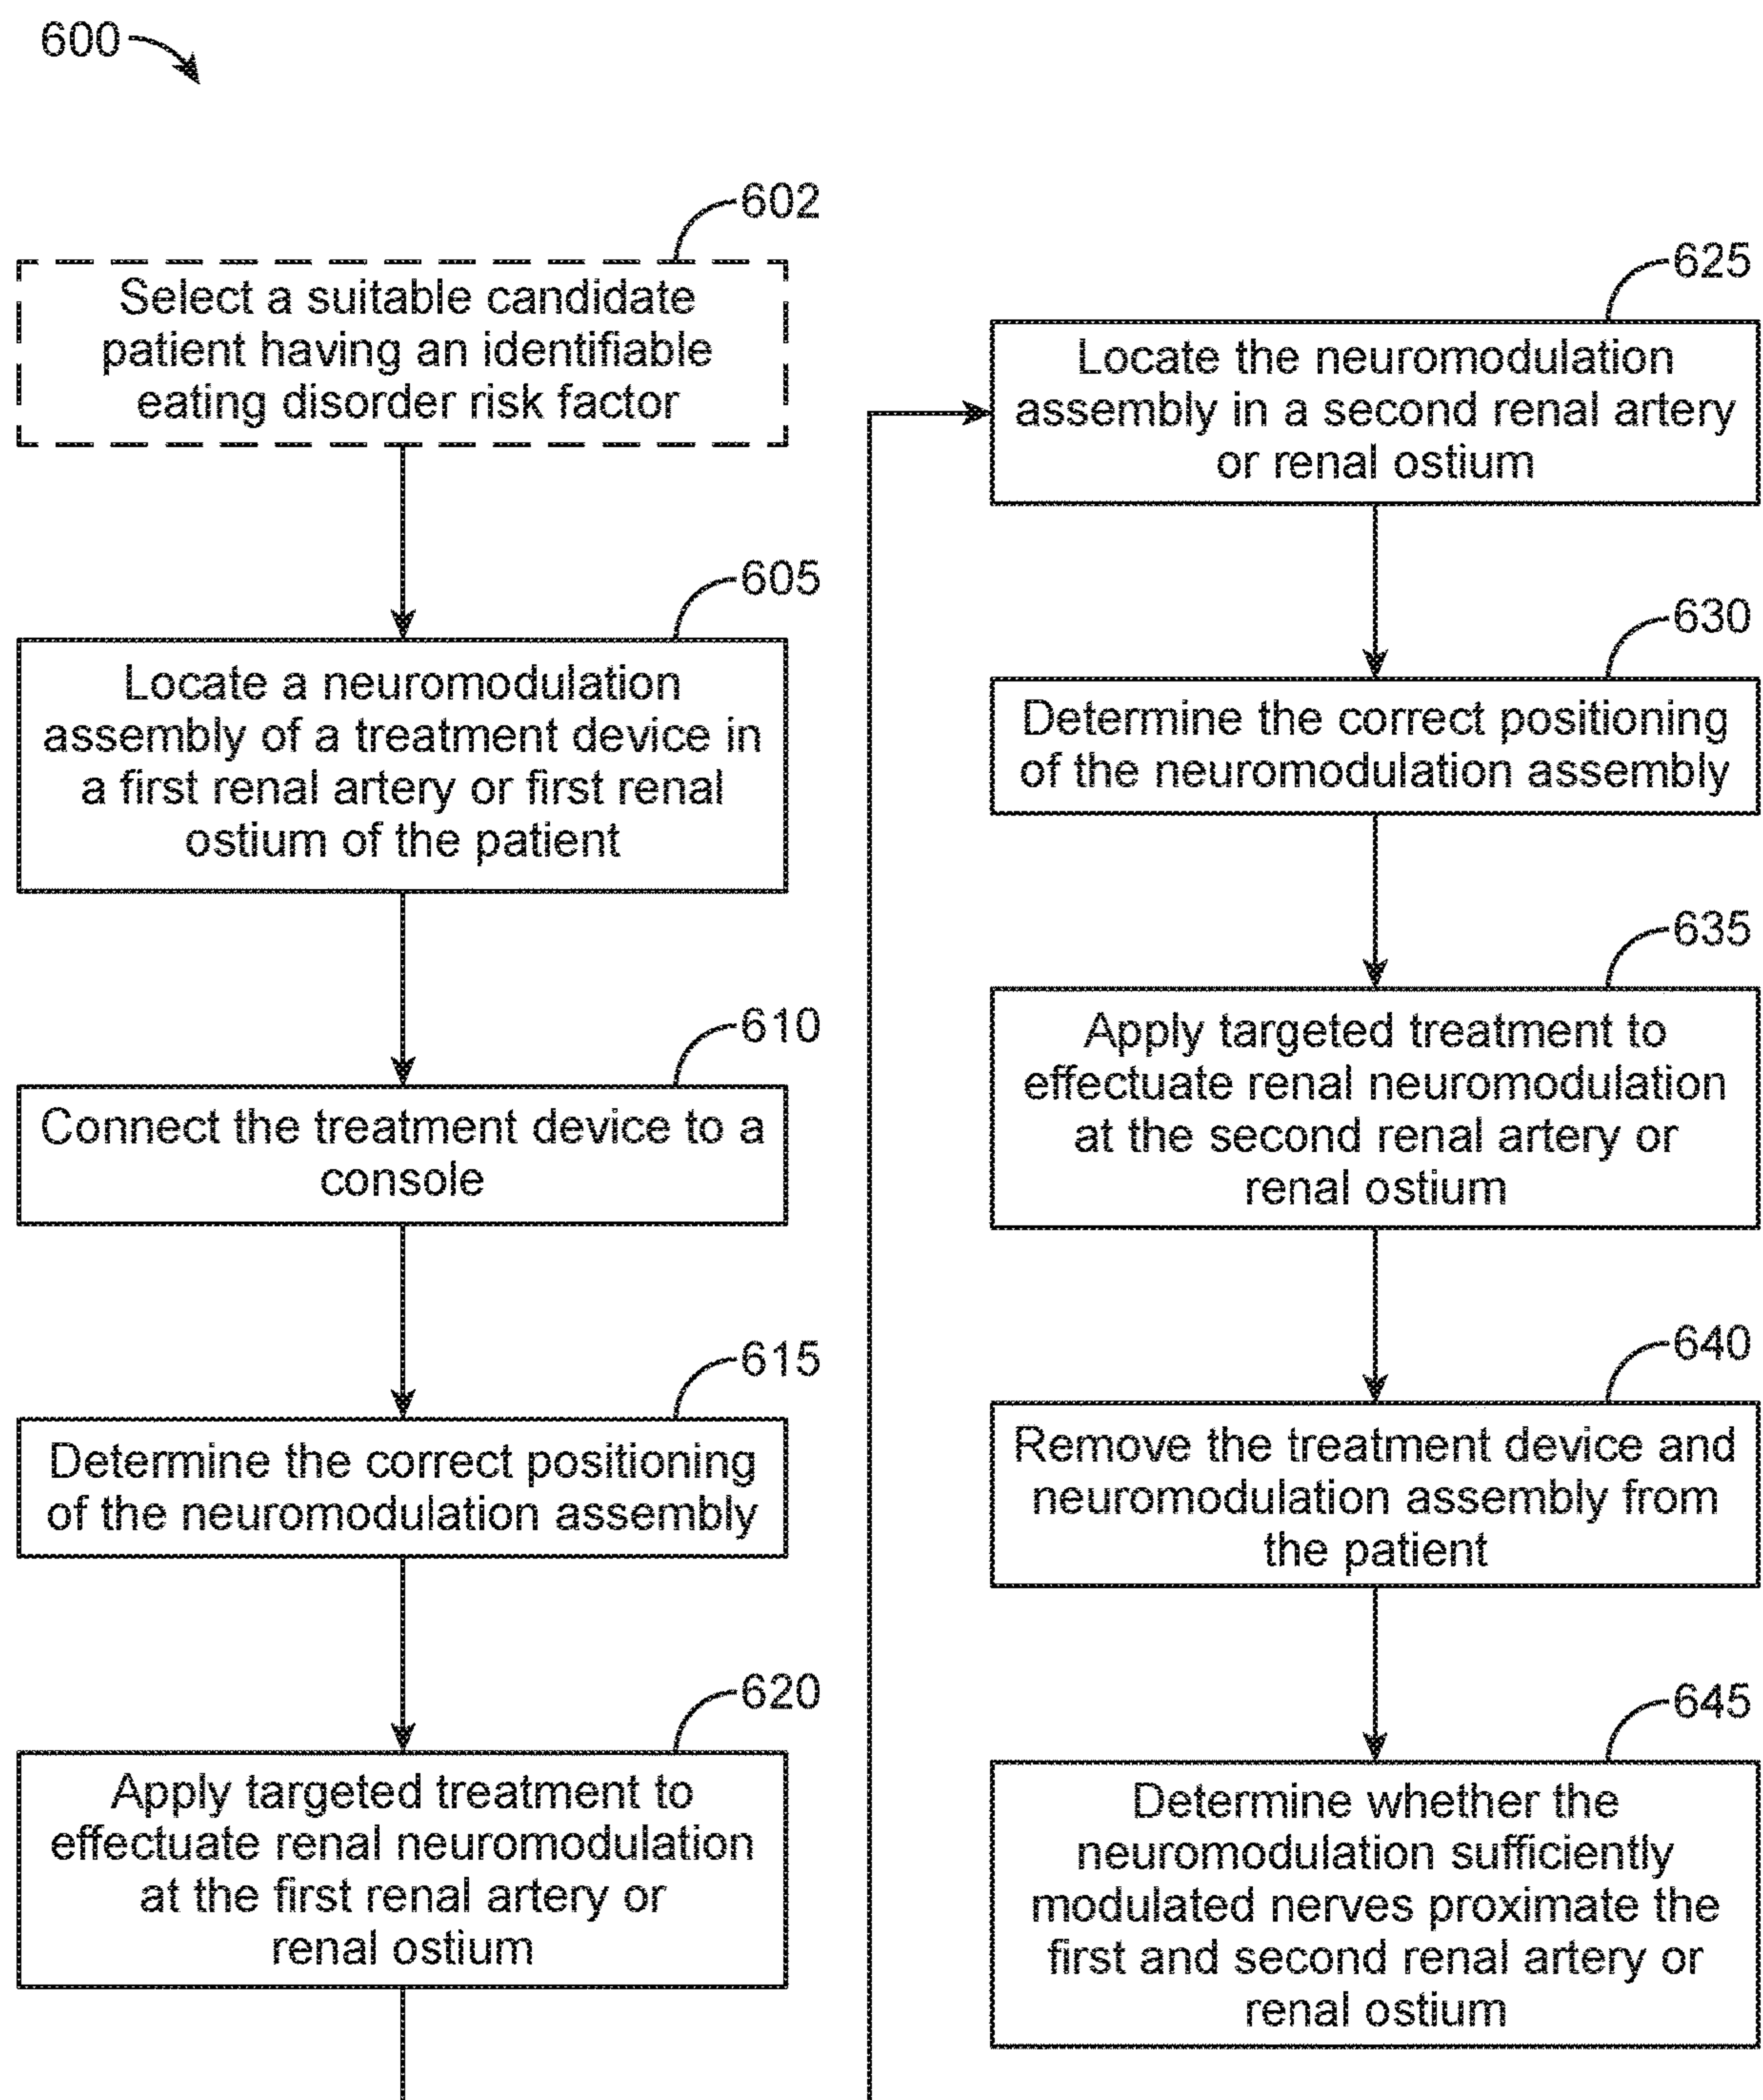 600
602
Select a suitable candidate
patient having an identifiable
eating disorder risk factor
605
Locate a neuromodulation
assembly of a treatment device in
a first renal artery or first renal
ostium of the patient
610
Connect the treatment device to a
console
615
Determine the correct positioning
of the neuromodulation assembly
620
Apply targeted treatment to
effectuate renal neuromodulation
at the first renal artery or
renal ostium
625
Locate the neuromodulation
assembly in a second renal artery
or renal ostium
630
Determine the correct positioning
of the neuromodulation assembly
635
Apply targeted treatment to
effectuate renal neuromodulation
at the second renal artery or
renal ostium
640
Remove the treatment device and
neuromodulation assembly from
the patient
645
Determine whether the
neuromodulation sufficiently
modulated nerves proximate the
first and second renal artery or
renal ostium